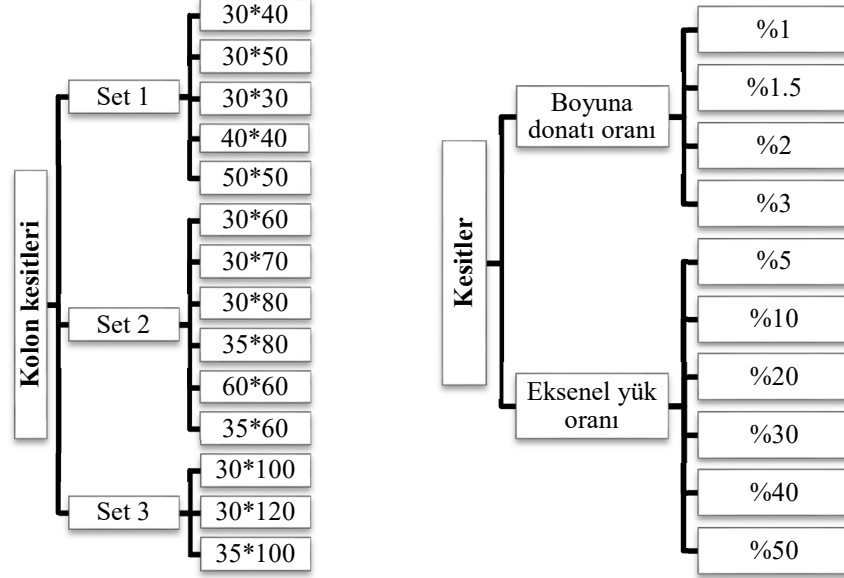 Kolon kesitleri
Set 1
30*40
30*50
30*30
40*40
50*50
Set 2
30*60
30*70
30*80
35*80
60*60
35*60
Set 3
30*100
30*120
35*100
Kesitler
Boyuna
donatı oranı
%1
%1.5
%2
%3
Eksenel yük
oranı
%5
%10
%20
%30
%40
%50